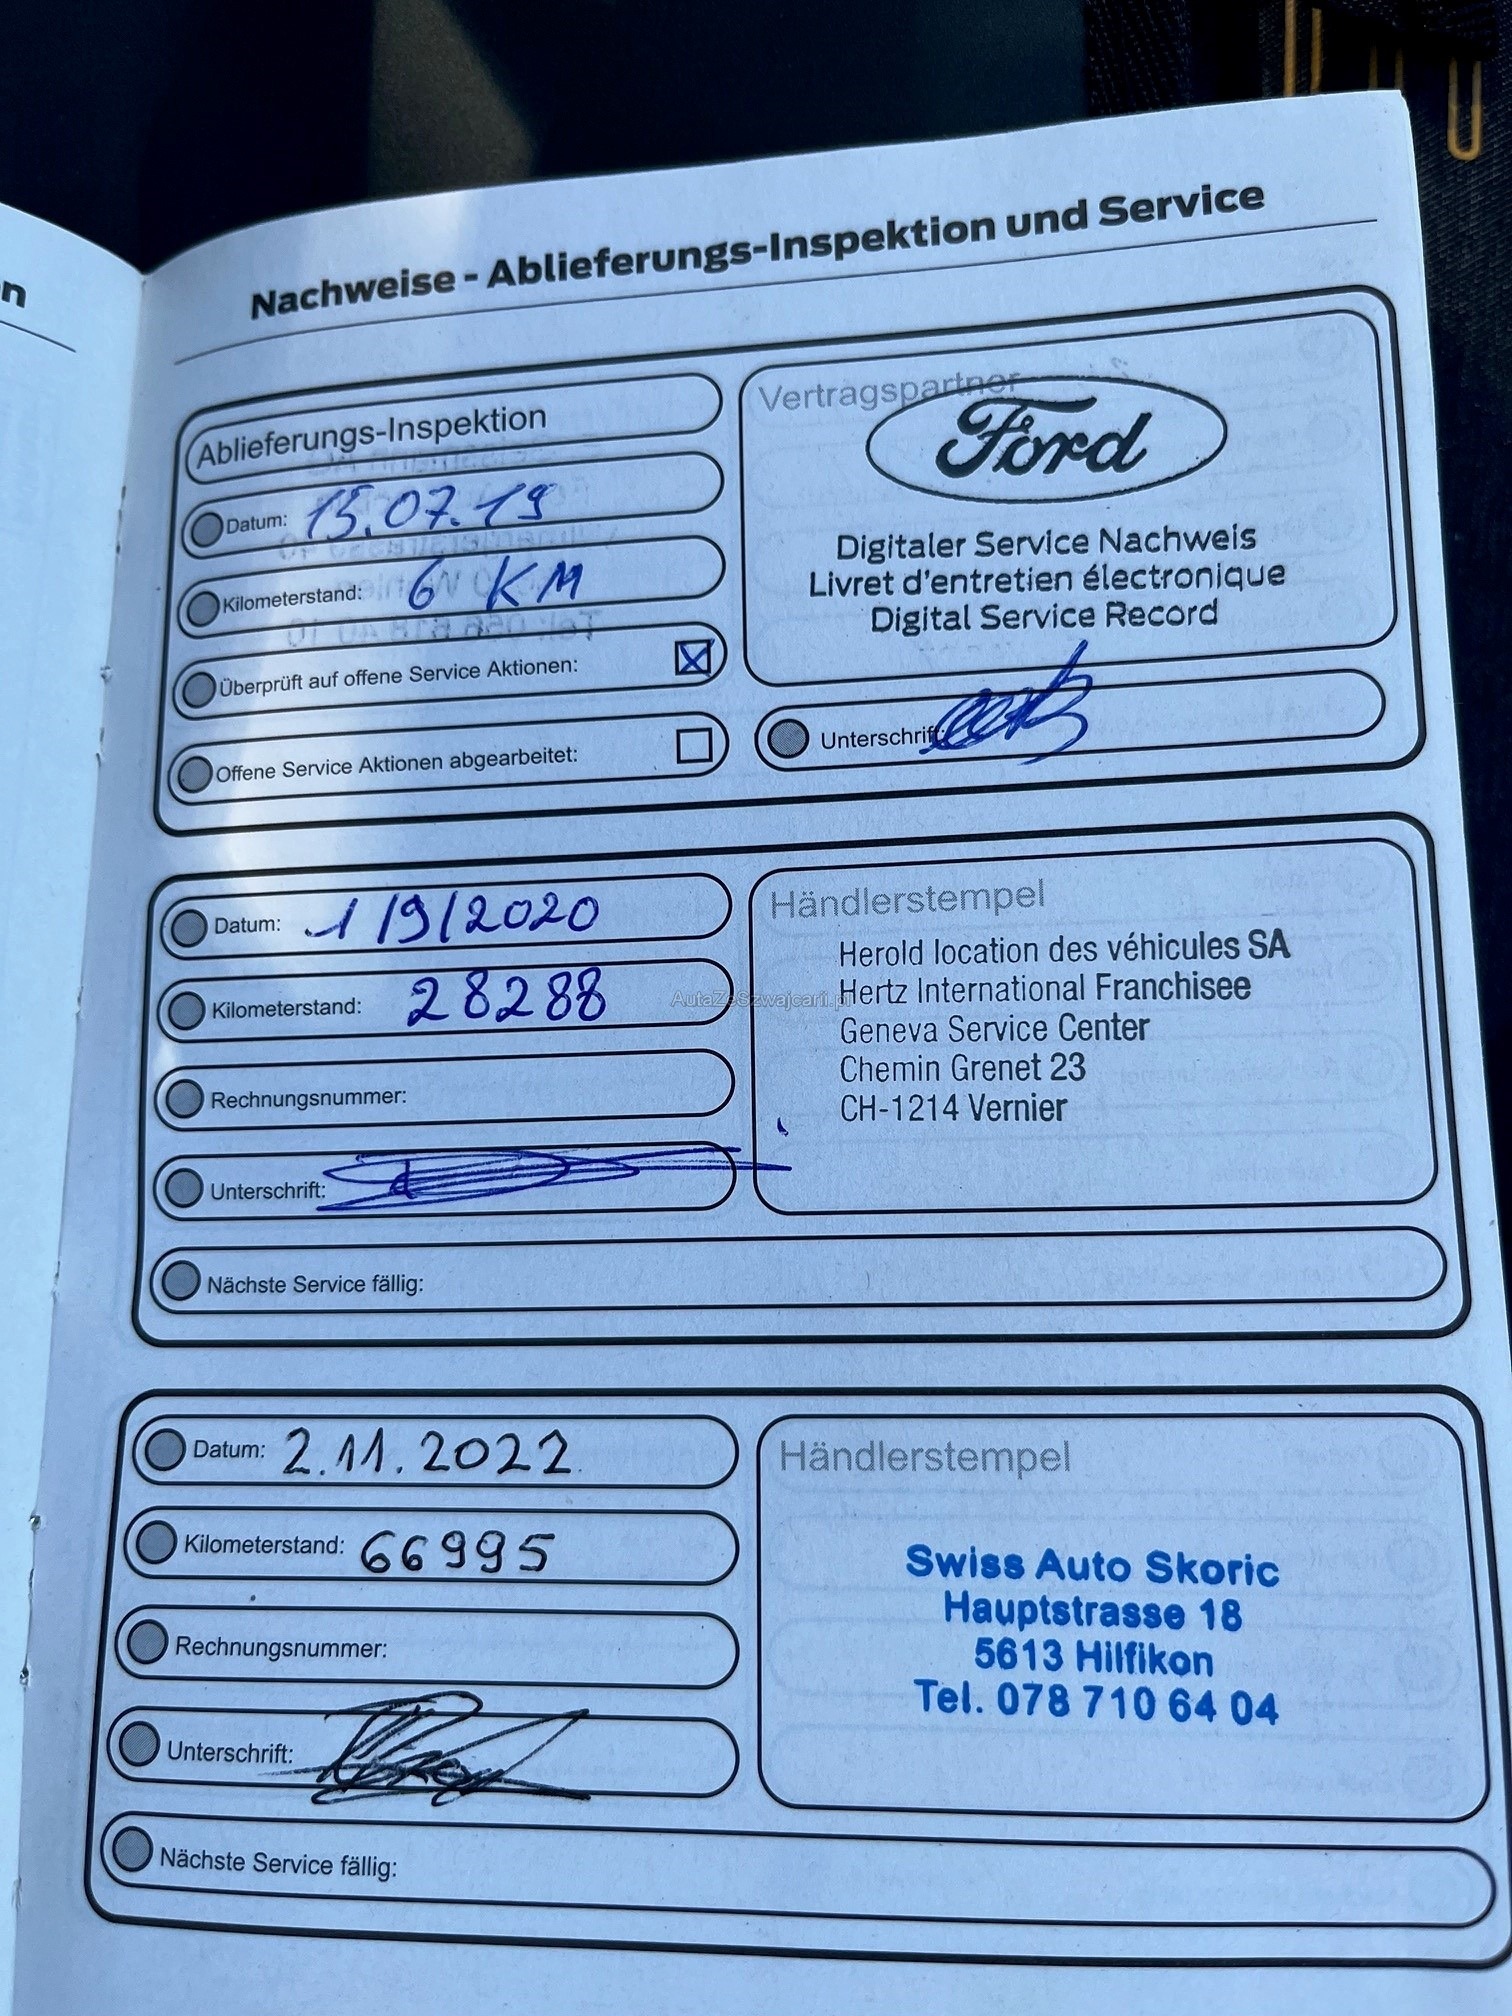 n
Nachweise - Ablieferungs-Inspektion und Service
Ablieferungs-Inspektion
Datum: 15.07.19
Kilometerstand: 6 KM
Überprüft auf offene Service Aktionen: X
Offene Service Aktionen abgearbeitet:
Vertragspartner
Ford
Digitaler Service Nachweis
Livret d'entretien électronique
Digital Service Record
Unterschrift:
Datum: 1/9/2020
Kilometerstand: 28288
Rechnungsnummer:
Unterschrift:
Nächste Service fällig:
Händlerstempel
Herold location des véhicules SA
Hertz International Franchisee
Geneva Service Center
Chemin Grenet 23
CH-1214 Vernier
AutaZeSzwajcarii.pl
Datum: 2.11.2022
Kilometerstand: 66995
Rechnungsnummer:
Unterschrift:
Nächste Service fällig:
Händlerstempel
Swiss Auto Skoric
Hauptstrasse 18
5613 Hilfikon
Tel. 078 710 64 04